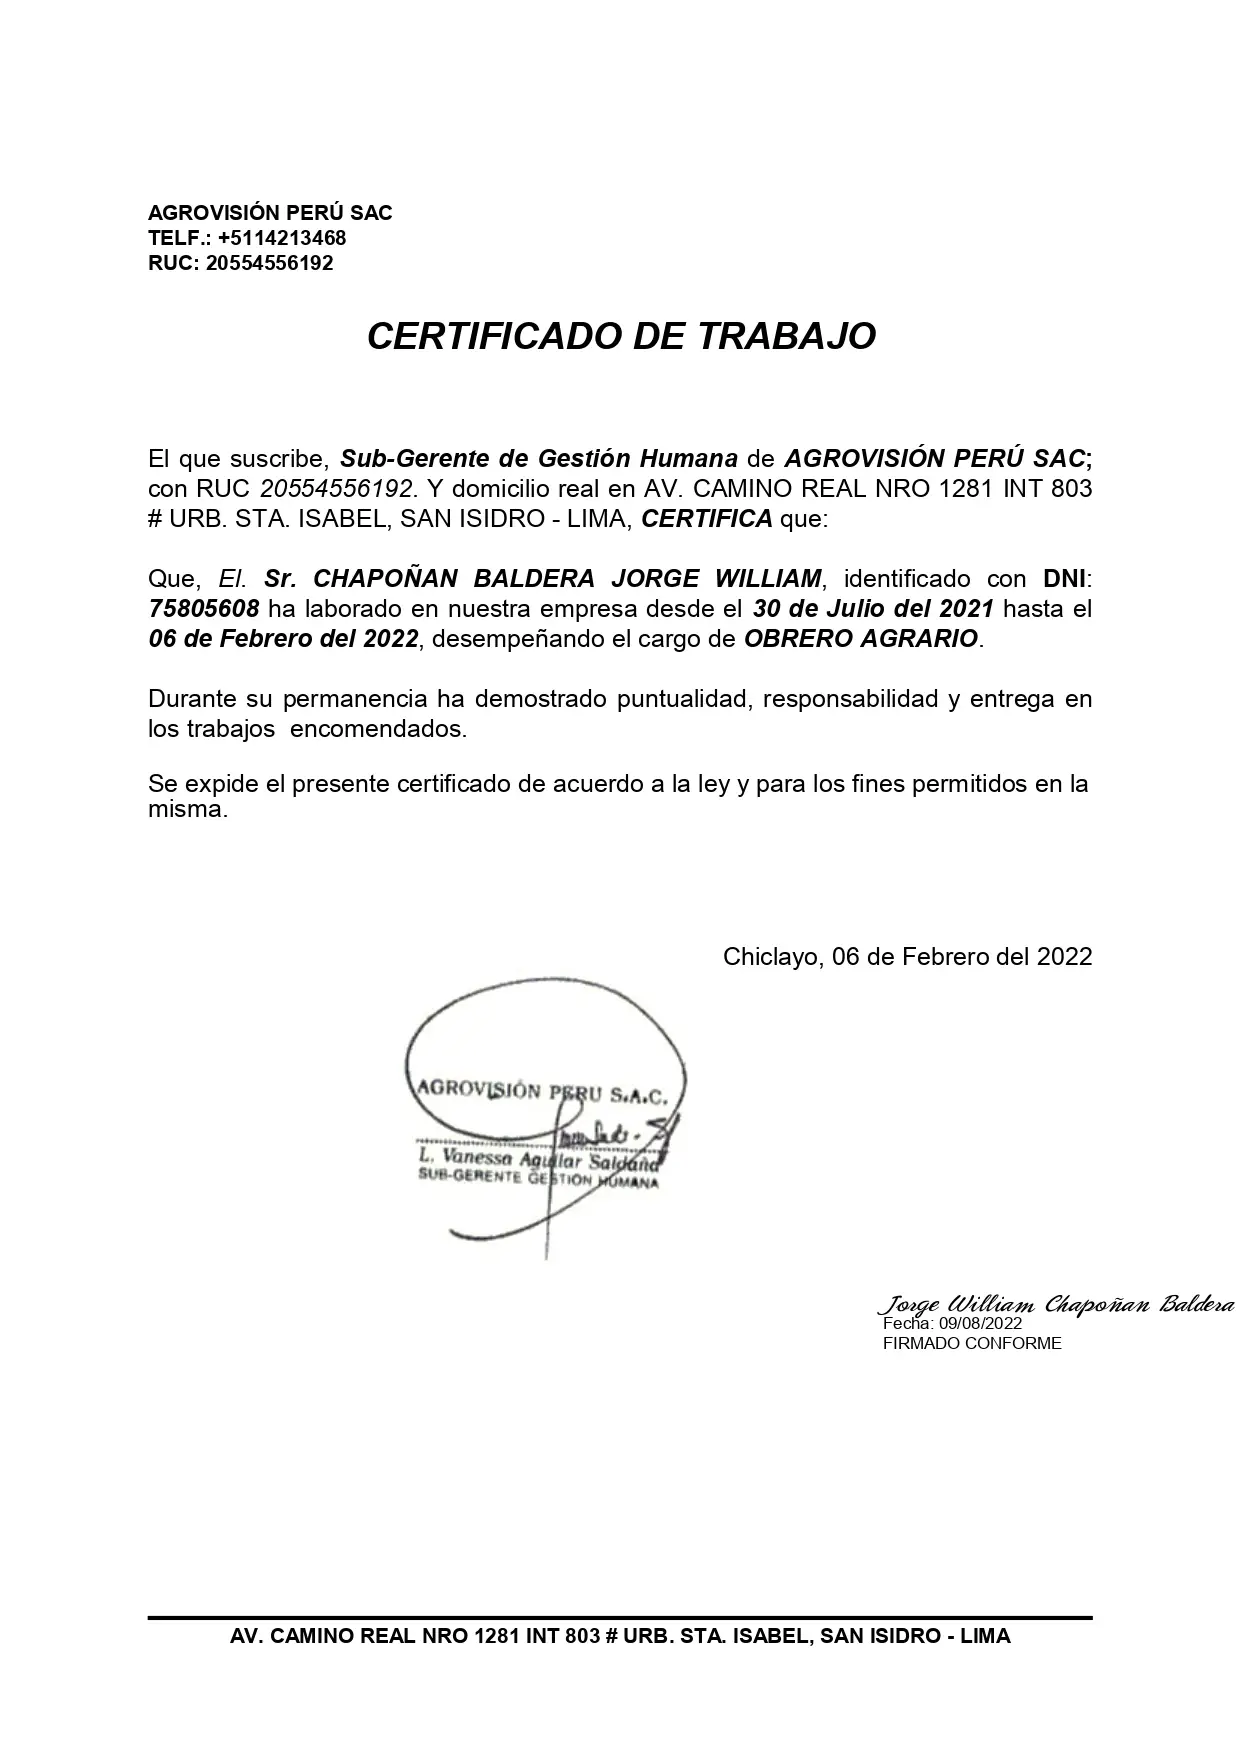 AGROVISIÓN PERÚ SAC
TELF.: +5114213468
RUC: 20554556192
CERTIFICADO DE TRABAJO
El que suscribe, Sub-Gerente de Gestión Humana de AGROVISIÓN PERÚ SAC;
con RUC 20554556192. Y domicilio real en AV. CAMINO REAL NRO 1281 INT 803
# URB. STA. ISABEL, SAN ISIDRO - LIMA, CERTIFICA que:
Que, El. Sr. CHAPOÑAN BALDERA JORGE WILLIAM, identificado con DNI:
75805608 ha laborado en nuestra empresa desde el 30 de Julio del 2021 hasta el
06 de Febrero del 2022, desempeñando el cargo de OBRERO AGRARIO.
Durante su permanencia ha demostrado puntualidad, responsabilidad y entrega en
los trabajos encomendados.
Se expide el presente certificado de acuerdo a la ley y para los fines permitidos en la
misma.
Chiclayo, 06 de Febrero del 2022
AGROVISIÓN PERU S.A.C.
L. Vanessa Aguilar Saldaña
SUB-GERENTE GESTION HUMANA
Jorge William Chapoñan Baldera
Fecha: 09/08/2022
FIRMADO CONFORME
AV. CAMINO REAL NRO 1281 INT 803 # URB. STA. ISABEL, SAN ISIDRO - LIMA